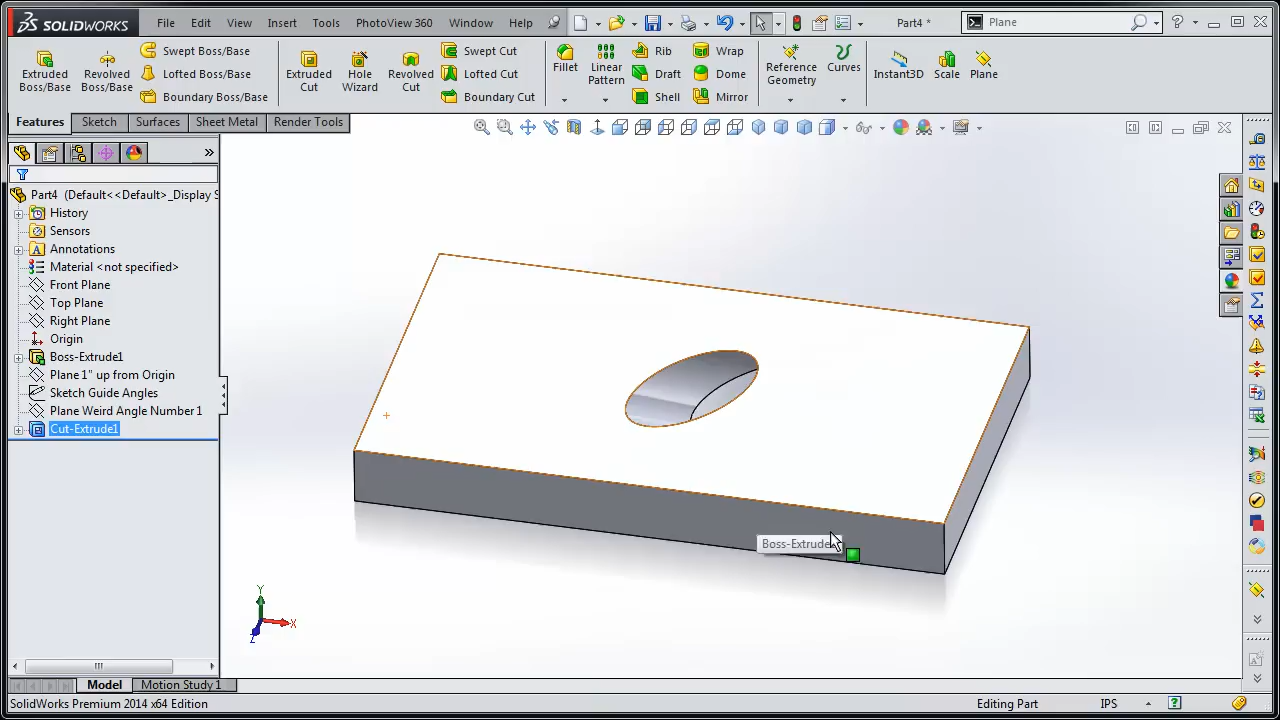 SOLIDWORKS File Edit View Insert Tools PhotoView 360 Window Help Part4 * Plane
Extruded Boss/Base
Revolved Boss/Base
Swept Boss/Base
Lofted Boss/Base
Boundary Boss/Base
Extruded Cut
Hole Wizard
Revolved Cut
Swept Cut
Lofted Cut
Boundary Cut
Fillet
Linear Pattern
Rib
Draft
Shell
Wrap
Dome
Mirror
Reference Geometry
Curves
Instant3D
Scale
Plane
Features Sketch Surfaces Sheet Metal Render Tools
Part4 (Default<<Default>_Display S
History
Sensors
Annotations
Material <not specified>
Front Plane
Top Plane
Right Plane
Origin
Boss-Extrude1
Plane 1" up from Origin
Sketch Guide Angles
Plane Weird Angle Number 1
Cut-Extrude1
Boss-Extrude
Y
X
Z
Model Motion Study 1
SolidWorks Premium 2014 x64 Edition Editing Part IPS